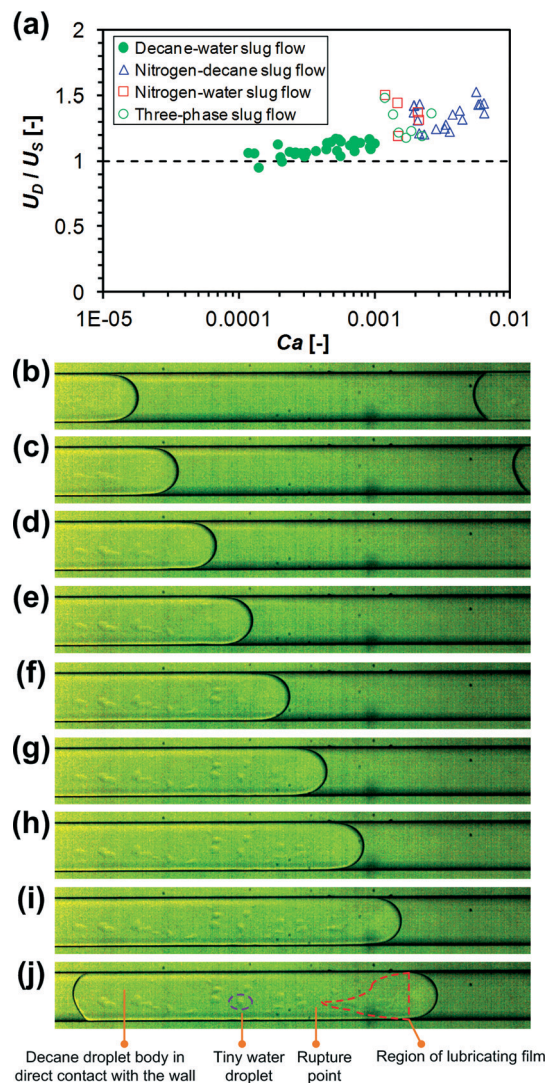 (a)
2
1.5
1
0.5
0
U_D / U_S [-]
Decane-water slug flow
Nitrogen-decane slug flow
Nitrogen-water slug flow
Three-phase slug flow
1E-05 0.0001 0.001 0.01
Ca [-]
(b)
(c)
(d)
(e)
(f)
(g)
(h)
(i)
(j)
Decane droplet body in Tiny water Rupture Region of lubricating film
direct contact with the wall droplet point